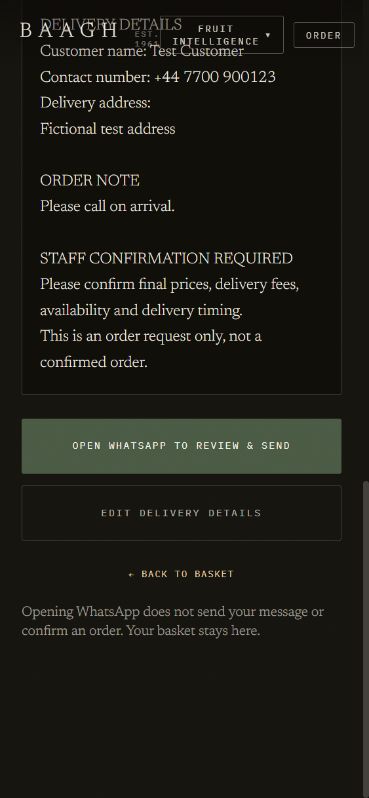 BAAGH
EST.
1961
FRUIT
INTELLIGENCE ▾
ORDER
DELIVERY DETAILS
Customer name: Test Customer
Contact number: +44 7700 900123
Delivery address:
Fictional test address
ORDER NOTE
Please call on arrival.
STAFF CONFIRMATION REQUIRED
Please confirm final prices, delivery fees,
availability and delivery timing.
This is an order request only, not a
confirmed order.
OPEN WHATSAPP TO REVIEW & SEND
EDIT DELIVERY DETAILS
← BACK TO BASKET
Opening WhatsApp does not send your message or
confirm an order. Your basket stays here.